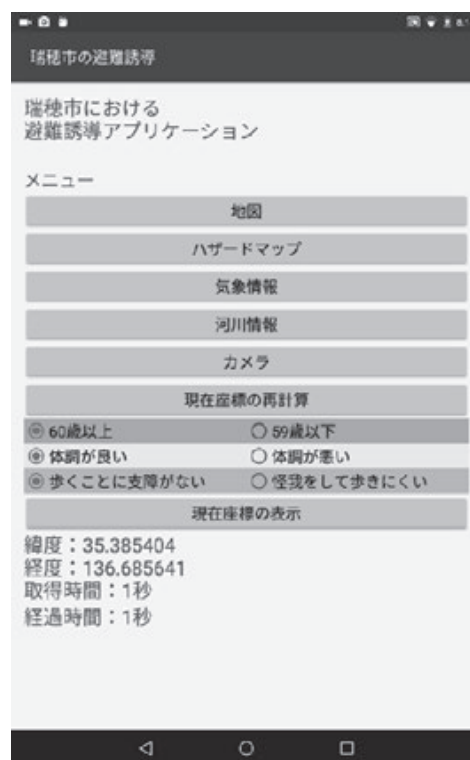 瑞穂市の避難誘導
瑞穂市における
避難誘導アプリケーション
メニュー
地図
ハザードマップ
気象情報
河川情報
カメラ
現在座標の再計算
60歳以上 59歳以下
体調が良い 体調が悪い
歩くことに支障がない 怪我をして歩きにくい
現在座標の表示
緯度：35.385404
経度：136.685641
取得時間：1秒
経過時間：1秒